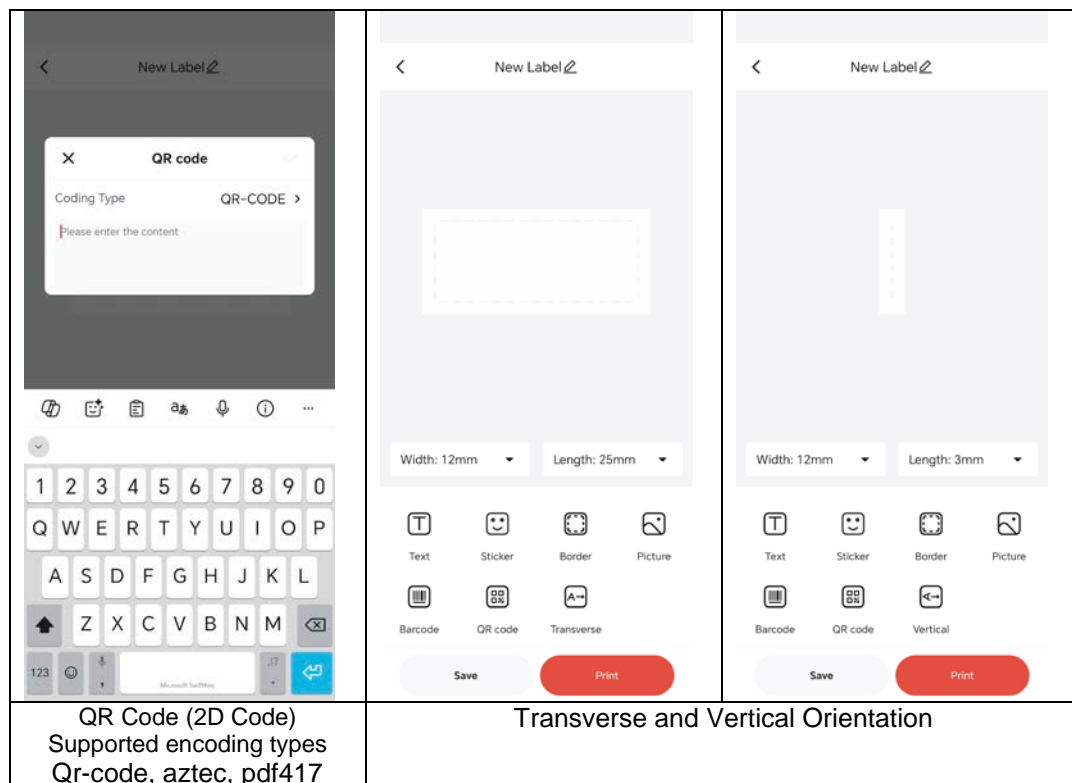 New Label
QR code
Coding Type QR-CODE >
Please enter the content
1 2 3 4 5 6 7 8 9 0
Q W E R T Y U I O P
A S D F G H J K L
Z X C V B N M
123 , Microsoft SwiftKey .,!?
QR Code (2D Code)
Supported encoding types
Qr-code, aztec, pdf417
New Label
Width: 12mm Length: 25mm
Text Sticker Border Picture
Barcode QR code Transverse
Save Print
New Label
Width: 12mm Length: 3mm
Text Sticker Border Picture
Barcode QR code Vertical
Save Print
Transverse and Vertical Orientation